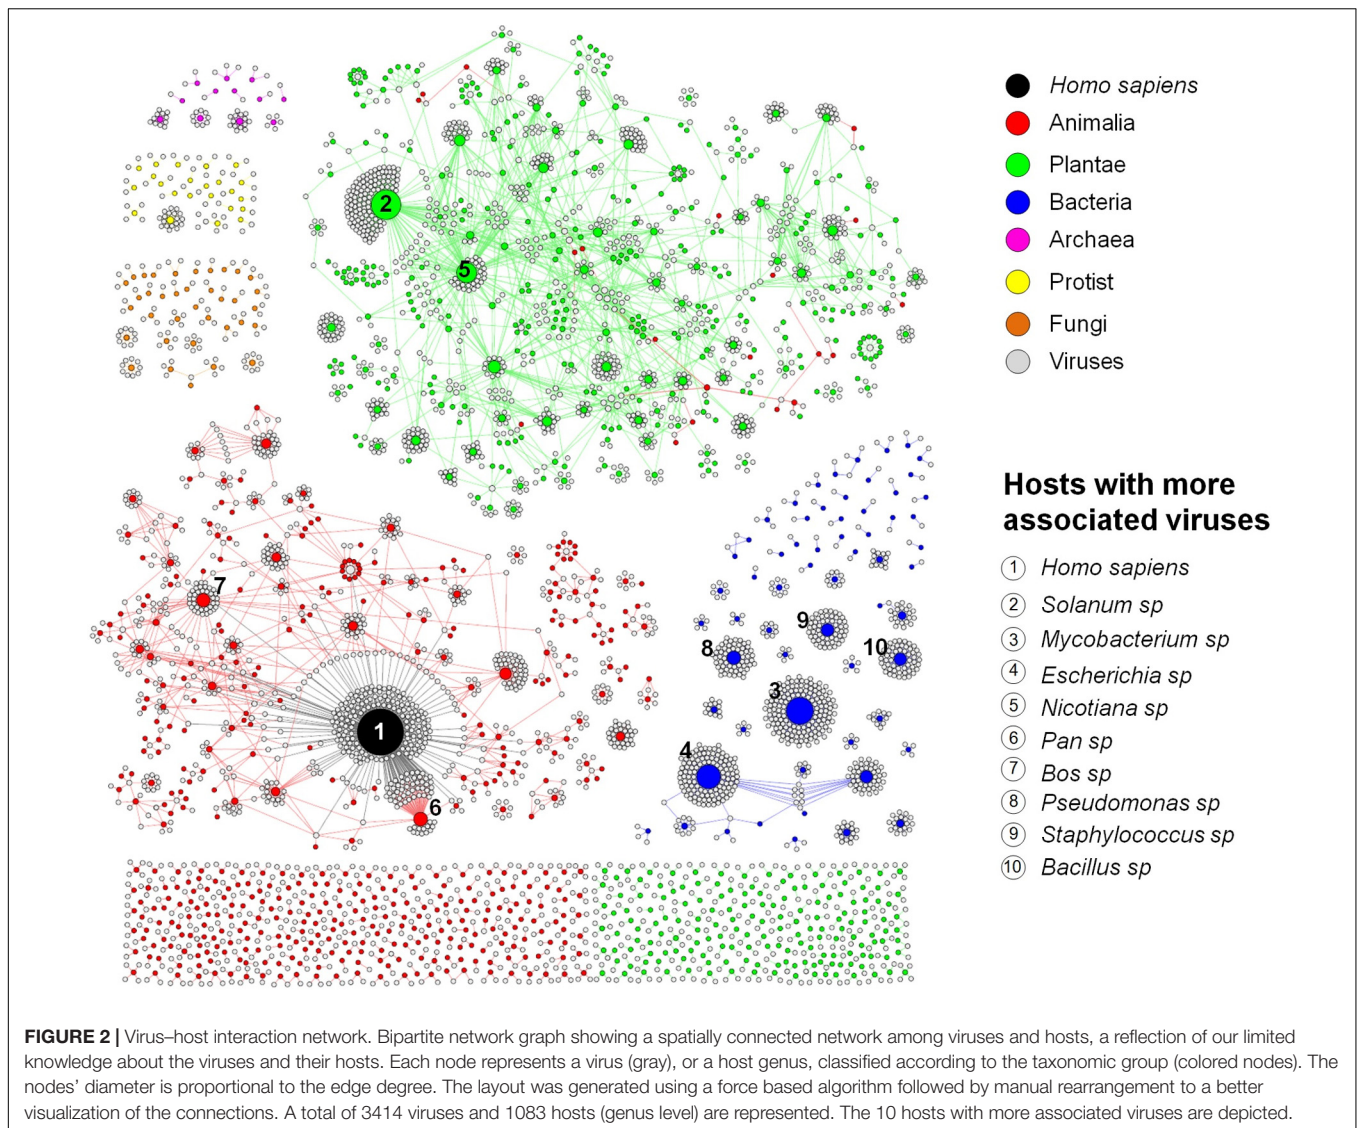 Homo sapiens
Animalia
Plantae
Bacteria
Archaea
Protist
Fungi
Viruses
Hosts with more
associated viruses
1 Homo sapiens
2 Solanum sp
3 Mycobacterium sp
4 Escherichia sp
5 Nicotiana sp
6 Pan sp
7 Bos sp
8 Pseudomonas sp
9 Staphylococcus sp
10 Bacillus sp
2
5
7
9
8
10
3
1
4
6
FIGURE 2 | Virus–host interaction network. Bipartite network graph showing a spatially connected network among viruses and hosts, a reflection of our limited
knowledge about the viruses and their hosts. Each node represents a virus (gray), or a host genus, classified according to the taxonomic group (colored nodes). The
nodes' diameter is proportional to the edge degree. The layout was generated using a force based algorithm followed by manual rearrangement to a better
visualization of the connections. A total of 3414 viruses and 1083 hosts (genus level) are represented. The 10 hosts with more associated viruses are depicted.